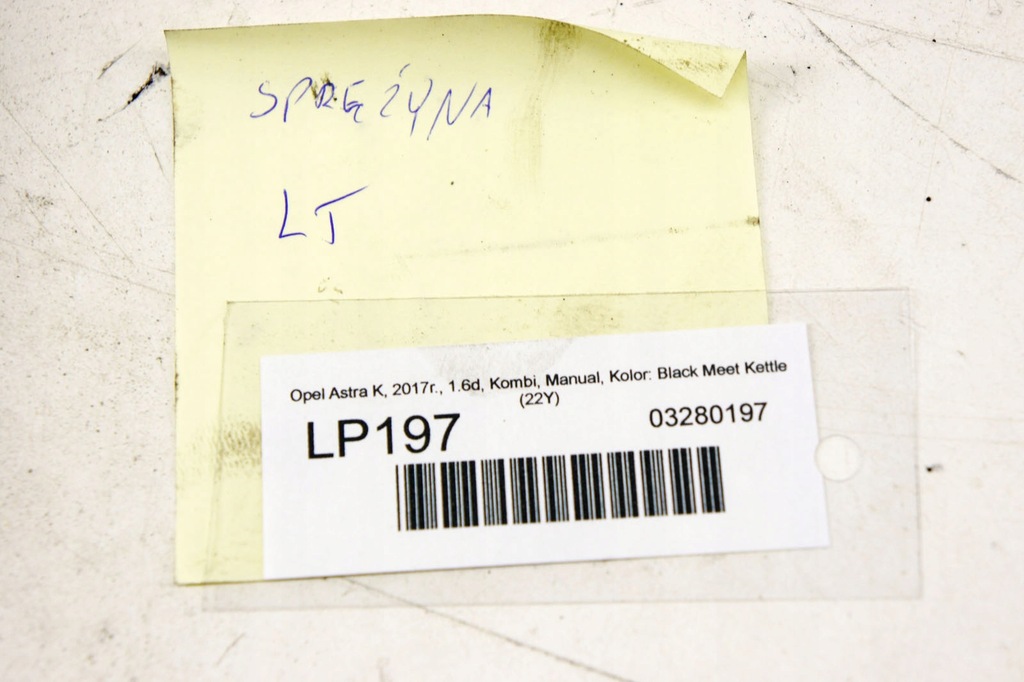 SPRĘŻYNA
LT
Opel Astra K, 2017r., 1.6d, Kombi, Manual, Kolor: Black Meet Kettle
(22Y)
LP197
03280197